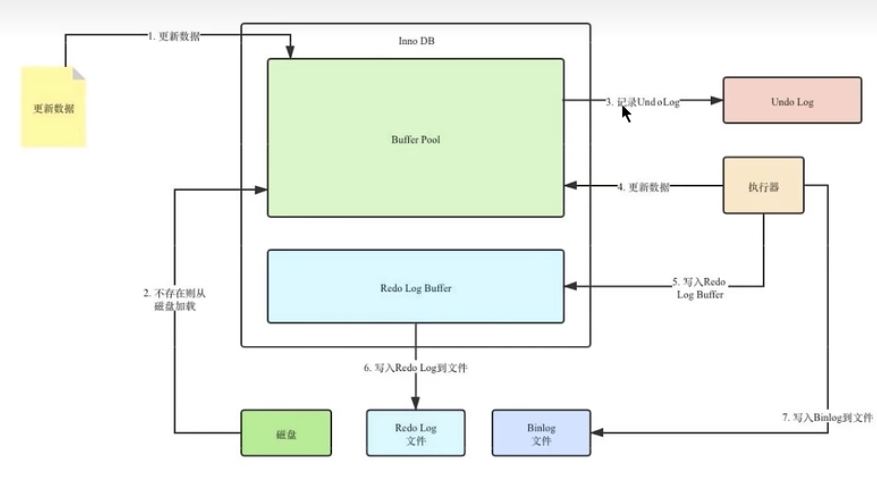 1. 更新数据
Inno DB
更新数据
Buffer Pool
3. 记录UndoLog
Undo Log
4. 更新数据
执行器
2. 不存在则从
磁盘加载
Redo Log Buffer
5. 写入Redo
Log Buffer
6. 写入Redo Log到文件
7. 写入Binlog到文件
磁盘
Redo Log
文件
Binlog
文件